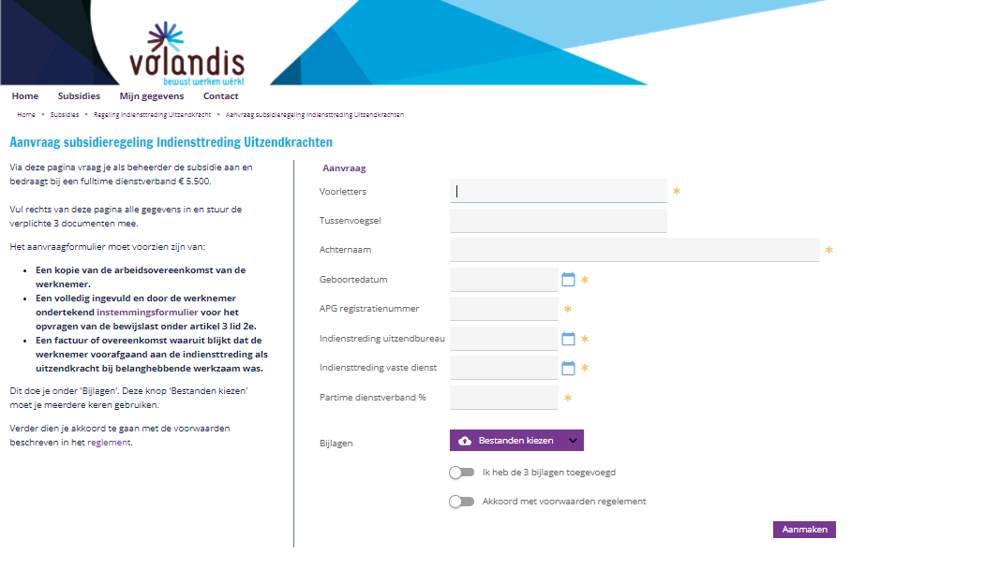 volandis
bewust werken wérkt
Home Subsidies Mijn gegevens Contact
Home » Subsidies » Regeling Indiensttreding Uitzendkracht » Aanvraag subsidieregeling Indiensttreding Uitzendkrachten
Aanvraag subsidieregeling Indiensttreding Uitzendkrachten
Via deze pagina vraag je als beheerder de subsidie aan en
bedraagt bij een fulltime dienstverband € 5.500.
Vul rechts van deze pagina alle gegevens in en stuur de
verplichte 3 documenten mee.
Het aanvraagformulier moet voorzien zijn van:
• Een kopie van de arbeidsovereenkomst van de
werknemer.
• Een volledig ingevuld en door de werknemer
ondertekend instemmingsformulier voor het
opvragen van de bewijslast onder artikel 3 lid 2e.
• Een factuur of overeenkomst waaruit blijkt dat de
werknemer voorafgaand aan de indiensttreding als
uitzendkracht bij belanghebbende werkzaam was.
Dit doe je onder 'Bijlagen'. Deze knop 'Bestanden kiezen'
moet je meerdere keren gebruiken.
Verder dien je akkoord te gaan met de voorwaarden
beschreven in het reglement.
Aanvraag
Voorletters *
Tussenvoegsel
Achternaam *
Geboortedatum *
APG registratienummer *
Indienstreding uitzendbureau *
Indiensttreding vaste dienst *
Partime dienstverband % *
Bijlagen Bestanden kiezen
Ik heb de 3 bijlagen toegevoegd
Akkoord met voorwaarden regelement
Aanmaken